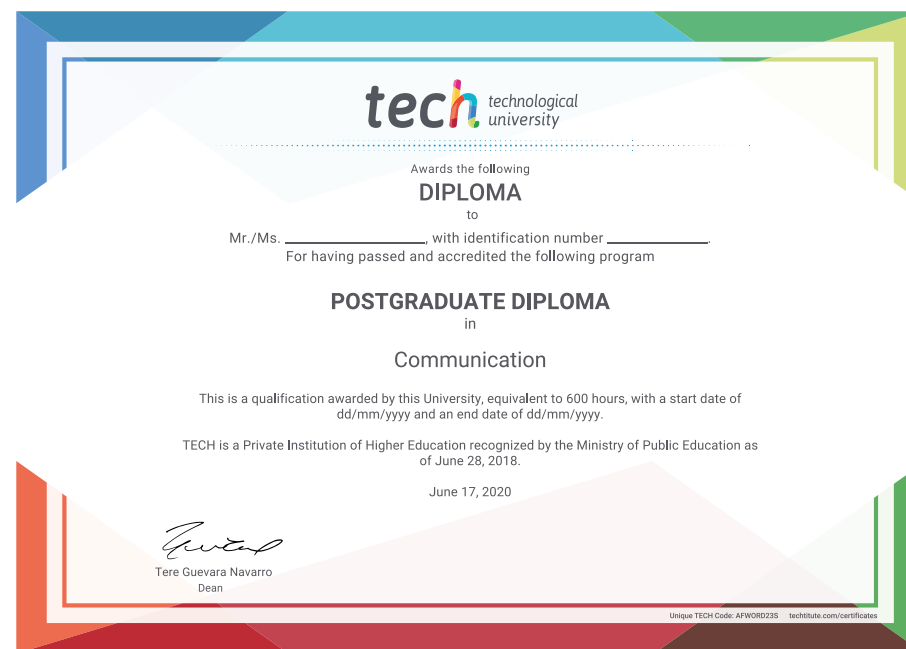 tech technological
university
Awards the following
DIPLOMA
to
Mr./Ms. ____________________, with identification number ______________.
For having passed and accredited the following program
POSTGRADUATE DIPLOMA
in
Communication
This is a qualification awarded by this University, equivalent to 600 hours, with a start date of
dd/mm/yyyy and an end date of dd/mm/yyyy.
TECH is a Private Institution of Higher Education recognized by the Ministry of Public Education as
of June 28, 2018.
June 17, 2020
Tere Guevara Navarro
Dean
Unique TECH Code: AFWORD23S techtitute.com/certificates